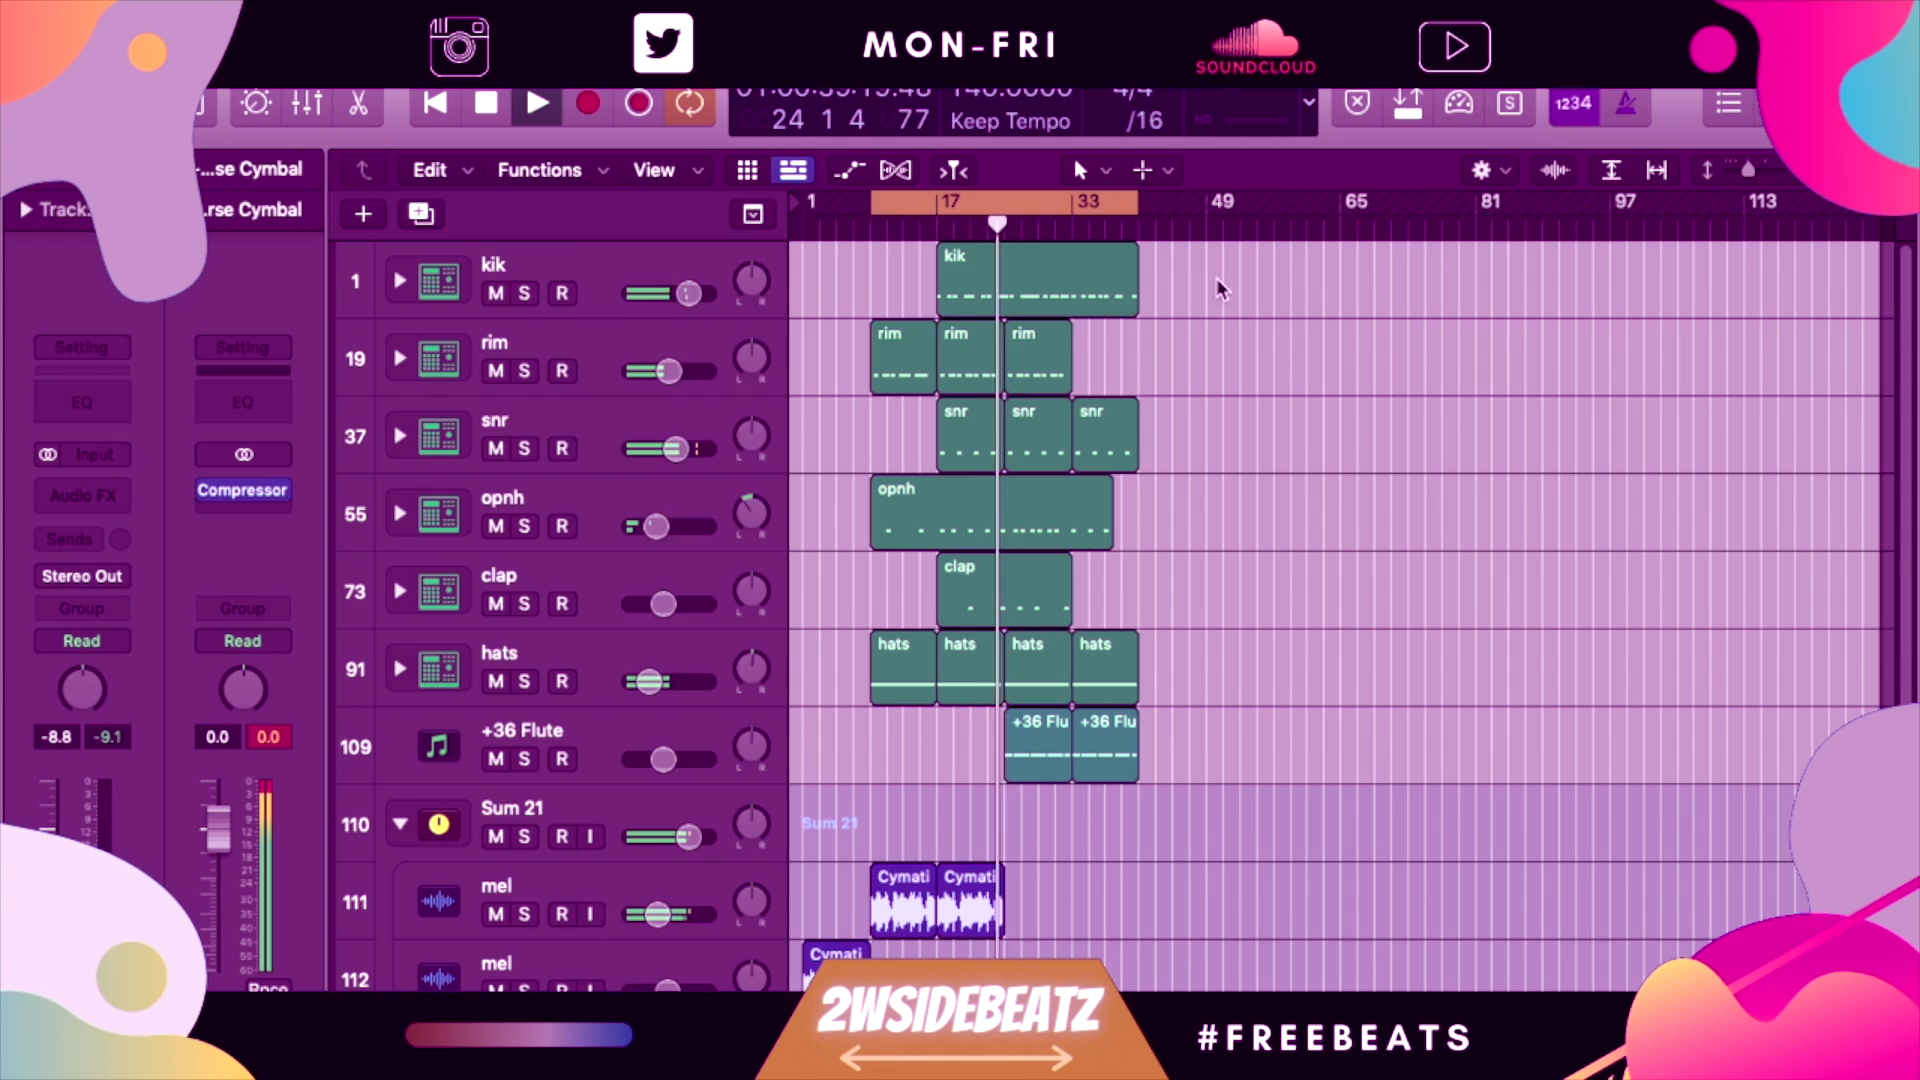 MON-FRI
SOUNDCLOUD
24 1 4 77
Keep Tempo
/16
S
1234
-...se Cymbal
Edit
Functions
View
Track.
.rse Cymbal
1
17
33
49
65
81
97
113
1
kik
M S R
kik
Setting
Setting
19
rim
M S R
rim
rim
rim
EQ
EQ
37
snr
M S R
snr
snr
snr
Input
Audio FX
Compressor
55
opnh
M S R
opnh
Sends
Stereo Out
73
clap
M S R
clap
Group
Group
Read
Read
91
hats
M S R
hats
hats
hats
hats
-8.8
-9.1
0.0
0.0
109
+36 Flute
M S R
+36 Flu
+36 Flu
110
Sum 21
M S R I
Sum 21
111
mel
M S R I
Cymati
Cymati
112
mel
Cymati
Bnce
2WSIDEBEATZ
#FREEBEATS